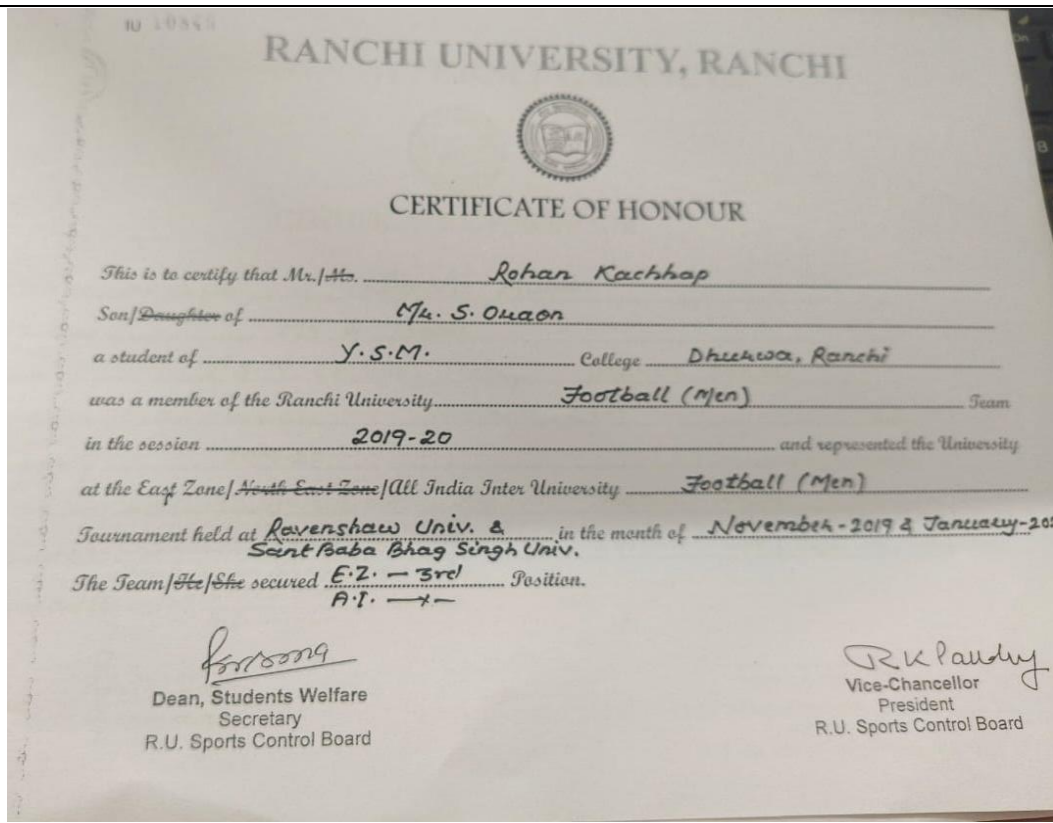 RANCHI UNIVERSITY, RANCHI
CERTIFICATE OF HONOUR
This is to certify that Mr./Ms. Rohan Kachhap
Son/Daughter of Mr. S. Oraon
a student of Y.S.M. College Dhurwa, Ranchi
was a member of the Ranchi University Football (Men) Team
in the session 2019-20 and represented the University
at the East Zone/North East Zone/All India Inter University Football (Men)
Tournament held at Ravenshaw Univ. & in the month of November-2019 & January-202
Sant Baba Bhag Singh Univ.
The Team/He/She secured E.Z. — 3rd Position.
A.I. —x—
RK Pandey
Dean, Students Welfare
Secretary
R.U. Sports Control Board
Vice-Chancellor
President
R.U. Sports Control Board